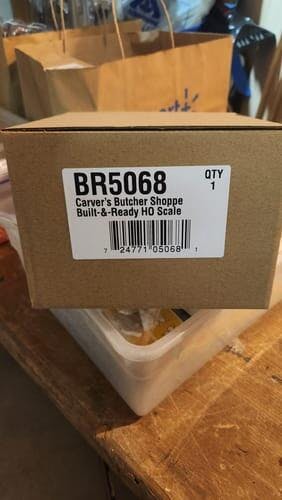 BR5068
QTY
1
Carver's Butcher Shoppe
Built-&-Ready HO Scale
7 24771 05068 1